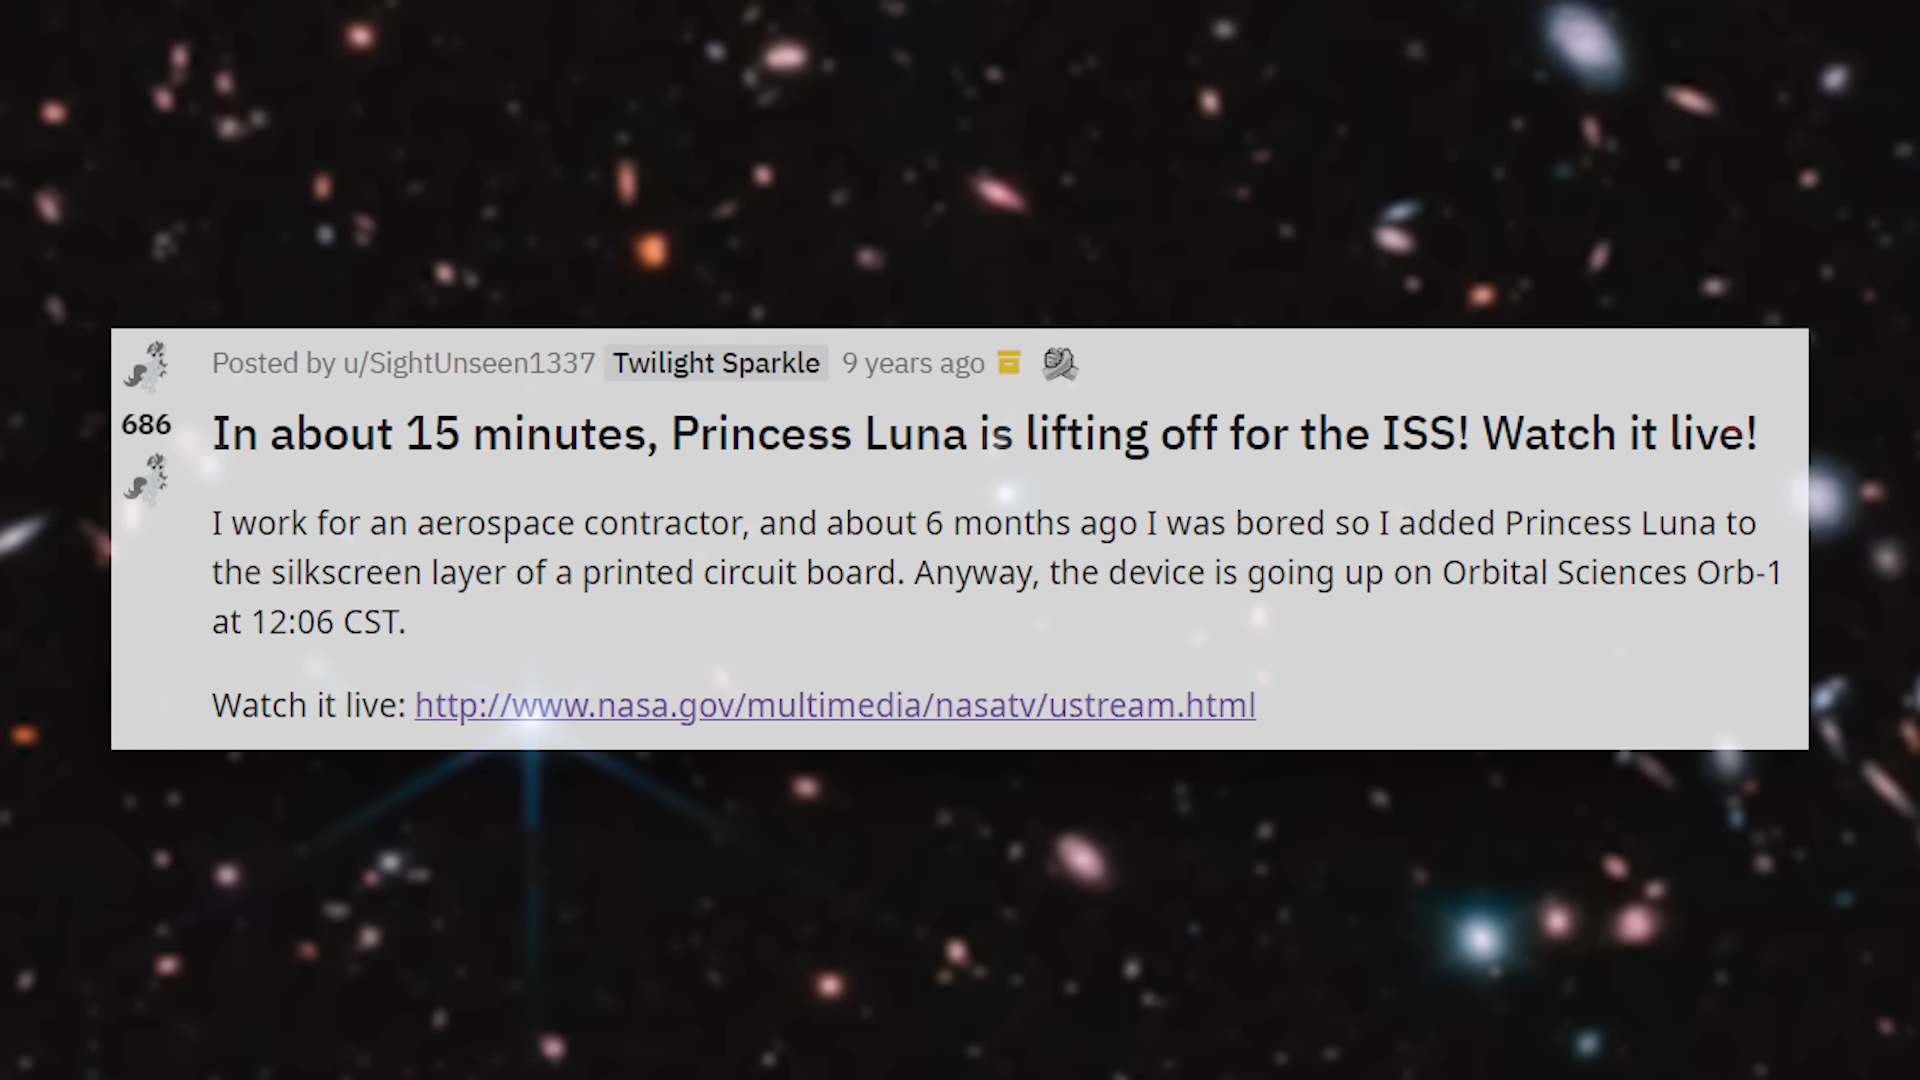 Posted by u/SightUnseen1337 Twilight Sparkle 9 years ago
686
In about 15 minutes, Princess Luna is lifting off for the ISS! Watch it live!
I work for an aerospace contractor, and about 6 months ago I was bored so I added Princess Luna to
the silkscreen layer of a printed circuit board. Anyway, the device is going up on Orbital Sciences Orb-1
at 12:06 CST.
Watch it live: http://www.nasa.gov/multimedia/nasatv/ustream.html